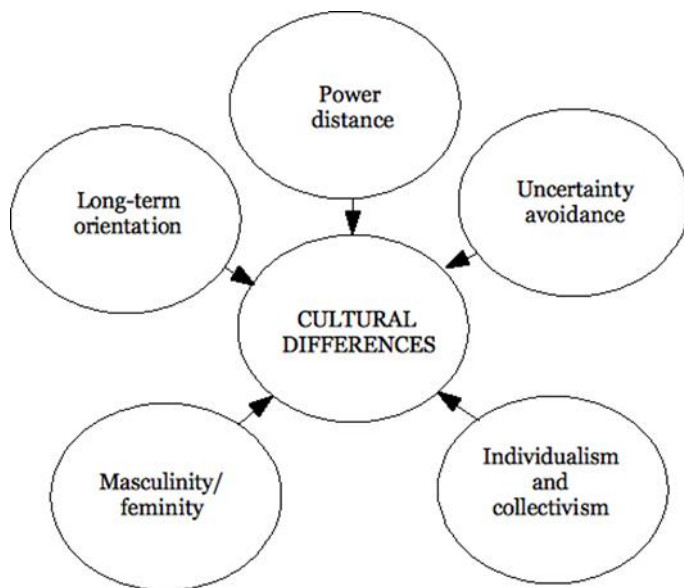 Power
distance
Uncertainty
avoidance
Long-term
orientation
CULTURAL
DIFFERENCES
Masculinity/
feminity
Individualism
and
collectivism